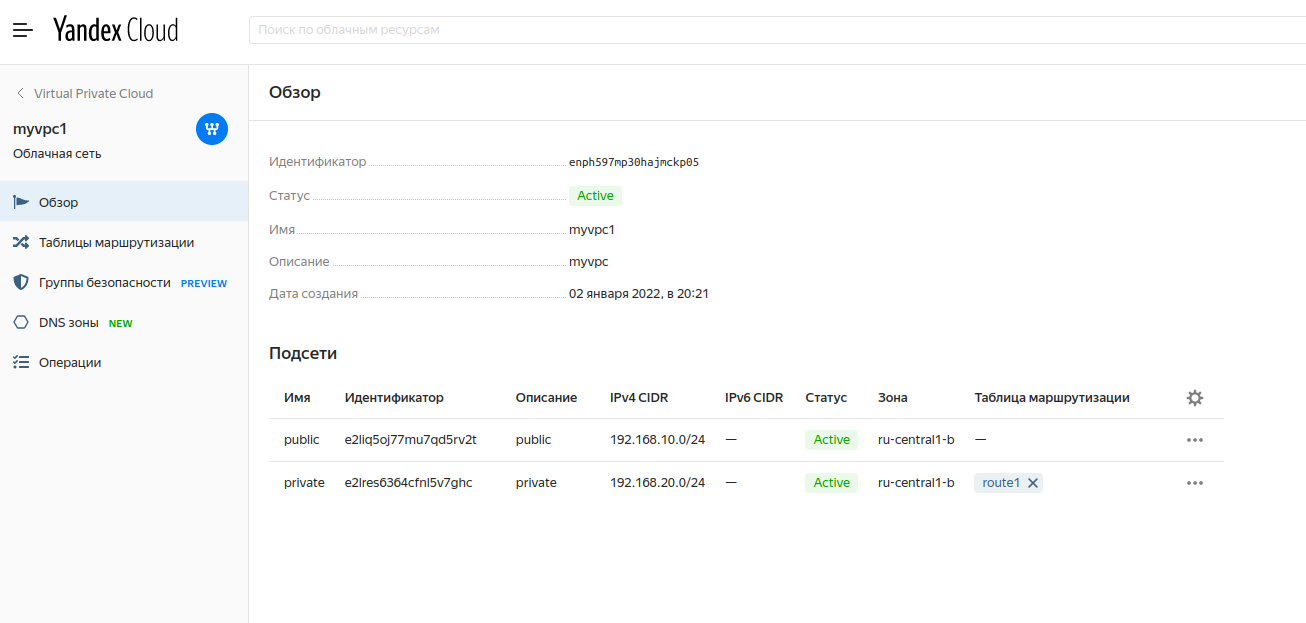 Yandex Cloud
Поиск по облачным ресурсам
Virtual Private Cloud
myvpc1
Облачная сеть
Обзор
Таблицы маршрутизации
Группы безопасности PREVIEW
DNS зоны NEW
Операции
Обзор
Идентификатор enph597mp30hajmckp05
Статус Active
Имя myvpc1
Описание myvpc
Дата создания 02 января 2022, в 20:21
Подсети
Имя Идентификатор Описание IPv4 CIDR IPv6 CIDR Статус Зона Таблица маршрутизации
public e2liq5oj77mu7qd5rv2t public 192.168.10.0/24 — Active ru-central1-b —
private e2lres6364cfnl5v7ghc private 192.168.20.0/24 — Active ru-central1-b route1